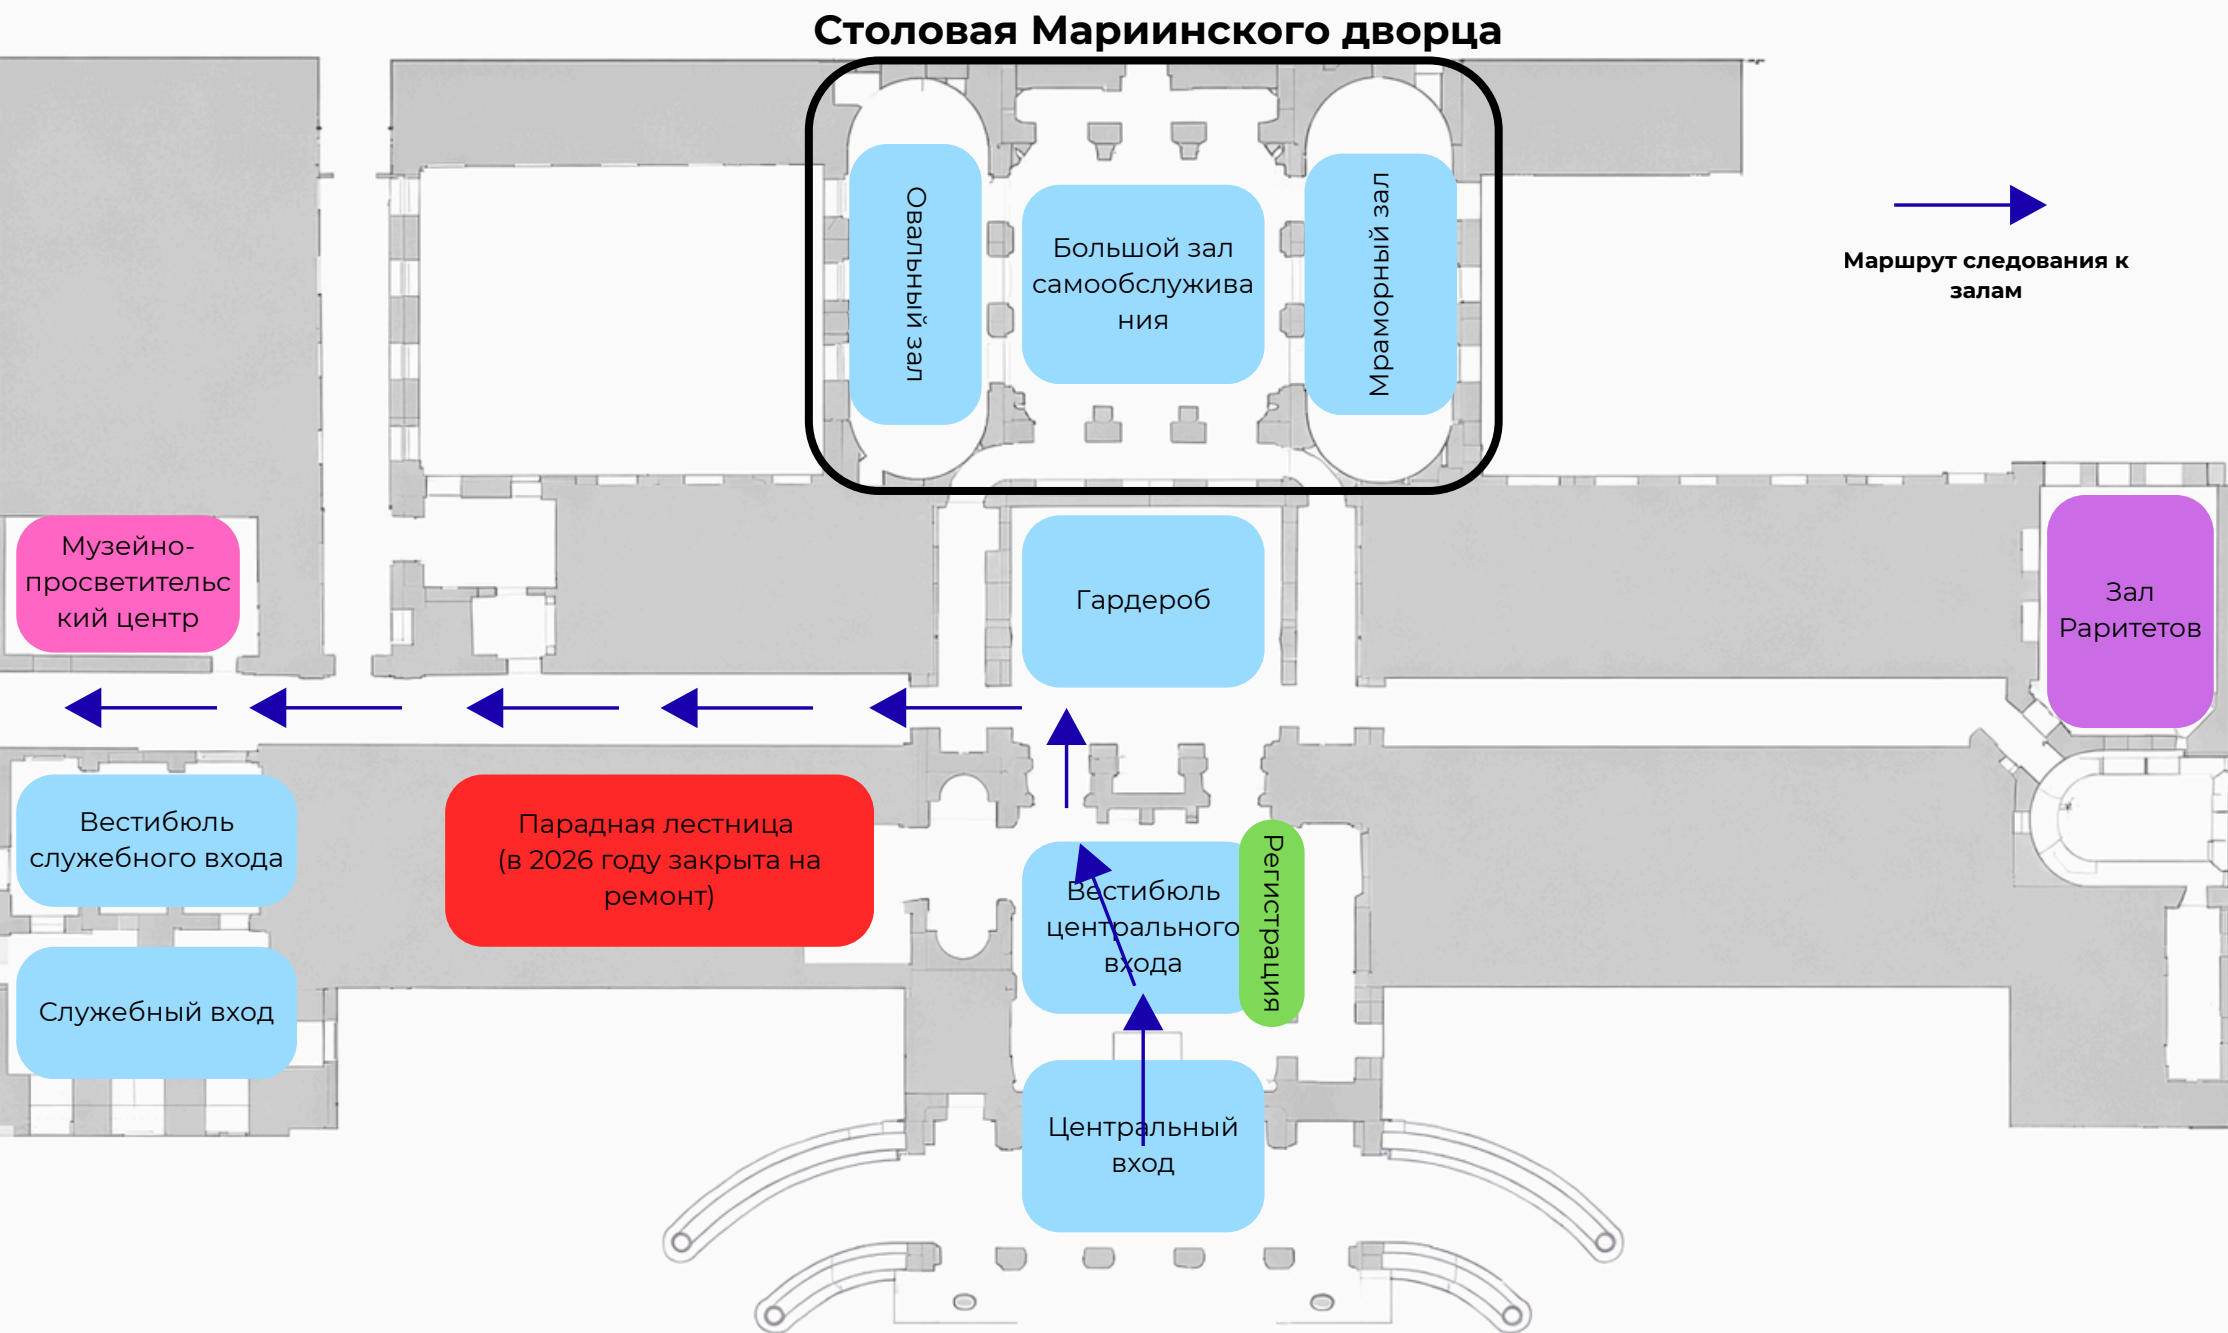 Столовая Мариинского дворца
Овальный зал
Большой зал
самообслужива
ния
Мраморный зал
Маршрут следования к
залам
Музейно-
просветительс
кий центр
Гардероб
Зал
Раритетов
Вестибюль
служебного входа
Парадная лестница
(в 2026 году закрыта на
ремонт)
Вестибюль
центрального
входа
Регистрация
Служебный вход
Центральный
вход